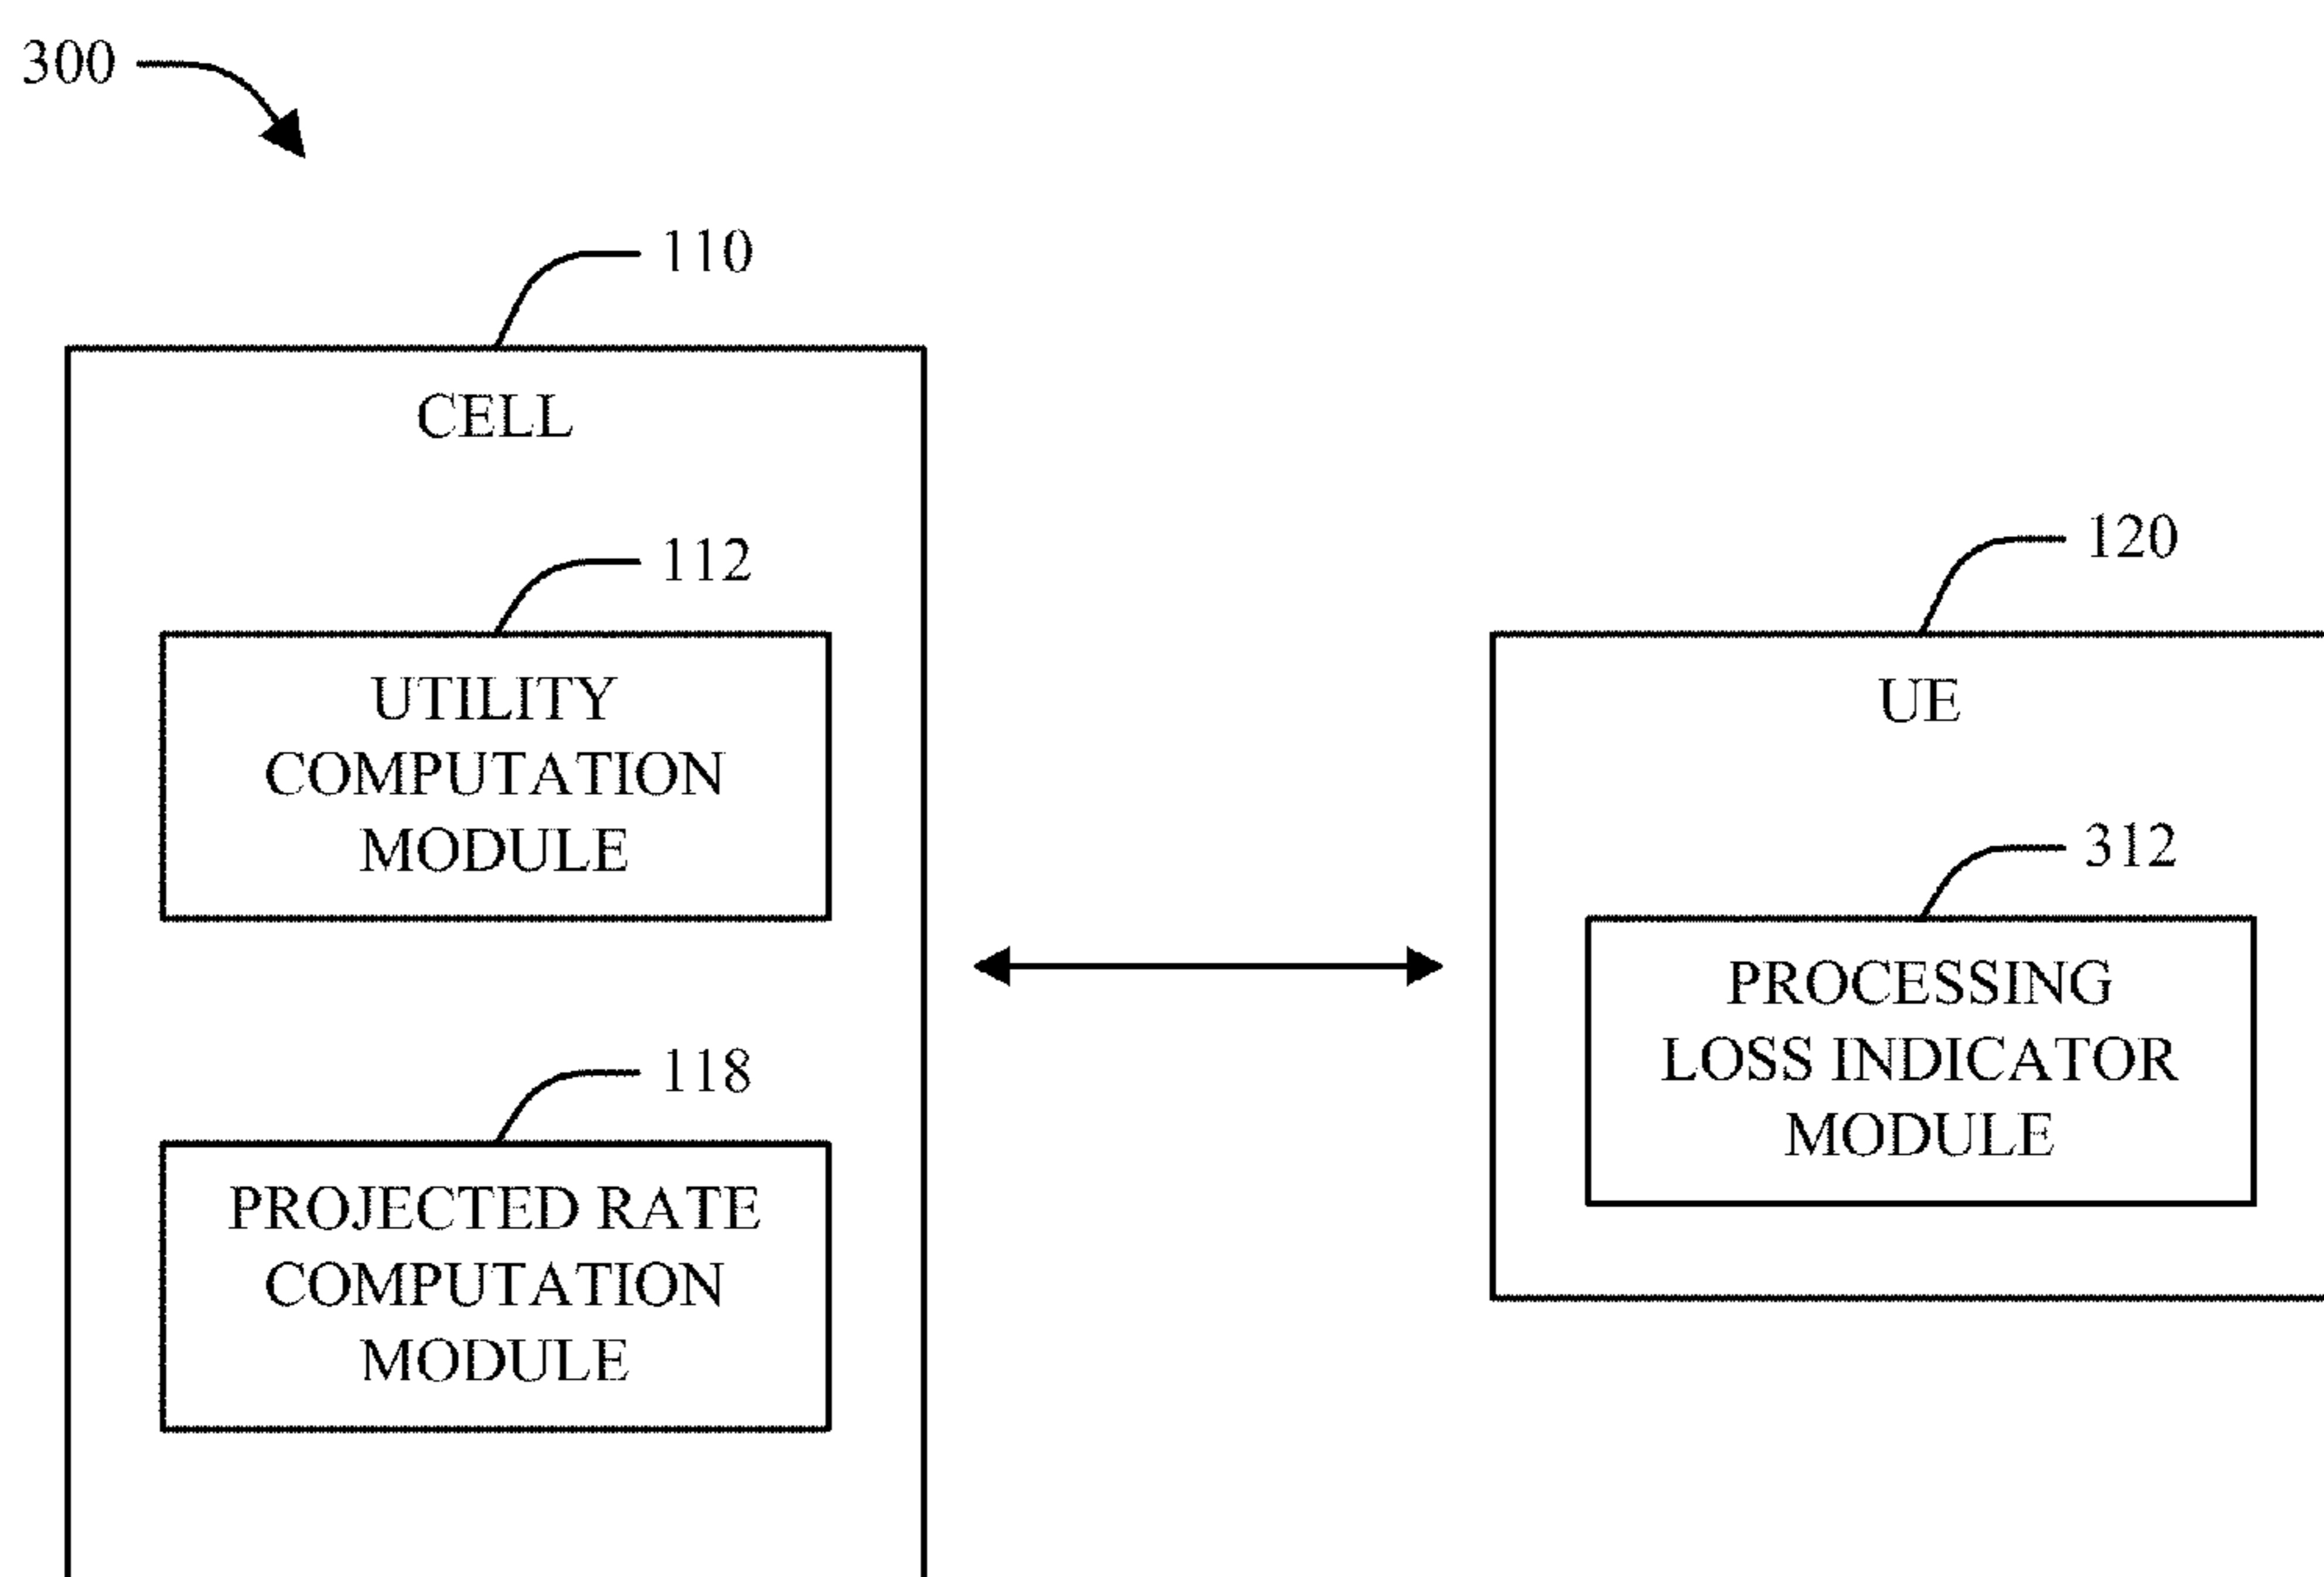 300
110
CELL
112
UTILITY
COMPUTATION
MODULE
118
PROJECTED RATE
COMPUTATION
MODULE
120
UE
312
PROCESSING
LOSS INDICATOR
MODULE